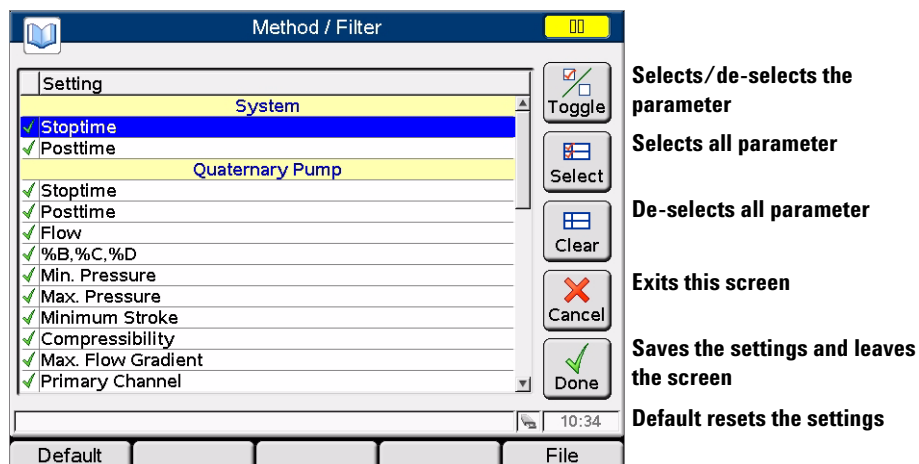 Method / Filter
Setting
System
Stoptime
Posttime
Quaternary Pump
Stoptime
Posttime
Flow
%B,%C,%D
Min. Pressure
Max. Pressure
Minimum Stroke
Compressibility
Max. Flow Gradient
Primary Channel
Toggle
Select
Clear
Cancel
Done
10:34
Default
File
Selects/de-selects the
parameter
Selects all parameter
De-selects all parameter
Exits this screen
Saves the settings and leaves
the screen
Default resets the settings